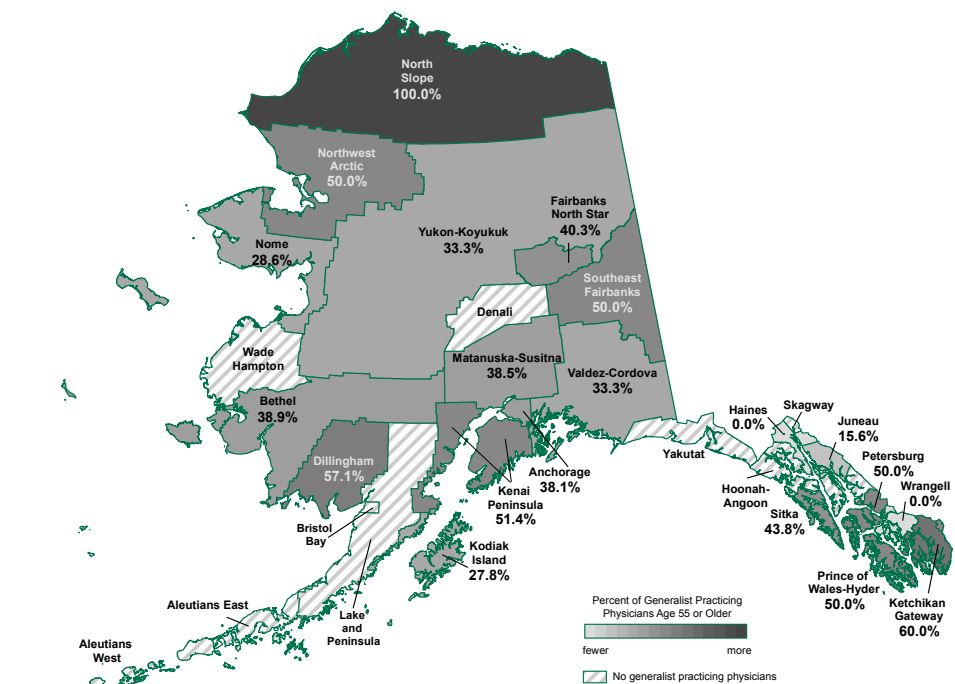 North
Slope
100.0%
Northwest
Arctic
50.0%
Fairbanks
North Star
40.3%
Yukon-Koyukuk
33.3%
Nome
28.6%
Southeast
Fairbanks
50.0%
Denali
Wade
Hampton
Matanuska-Susitna
38.5%
Valdez-Cordova
33.3%
Bethel
38.9%
Dillingham
57.1%
Bristol
Bay
Kenai
Peninsula
51.4%
Anchorage
38.1%
Kodiak
Island
27.8%
Lake
and
Peninsula
Aleutians East
Aleutians
West
Yakutat
Haines
0.0%
Skagway
Juneau
15.6%
Petersburg
50.0%
Wrangell
0.0%
Hoonah-
Angoon
Sitka
43.8%
Prince of
Wales-Hyder
50.0%
Ketchikan
Gateway
60.0%
Percent of Generalist Practicing
Physicians Age 55 or Older
fewer more
No generalist practicing physicians